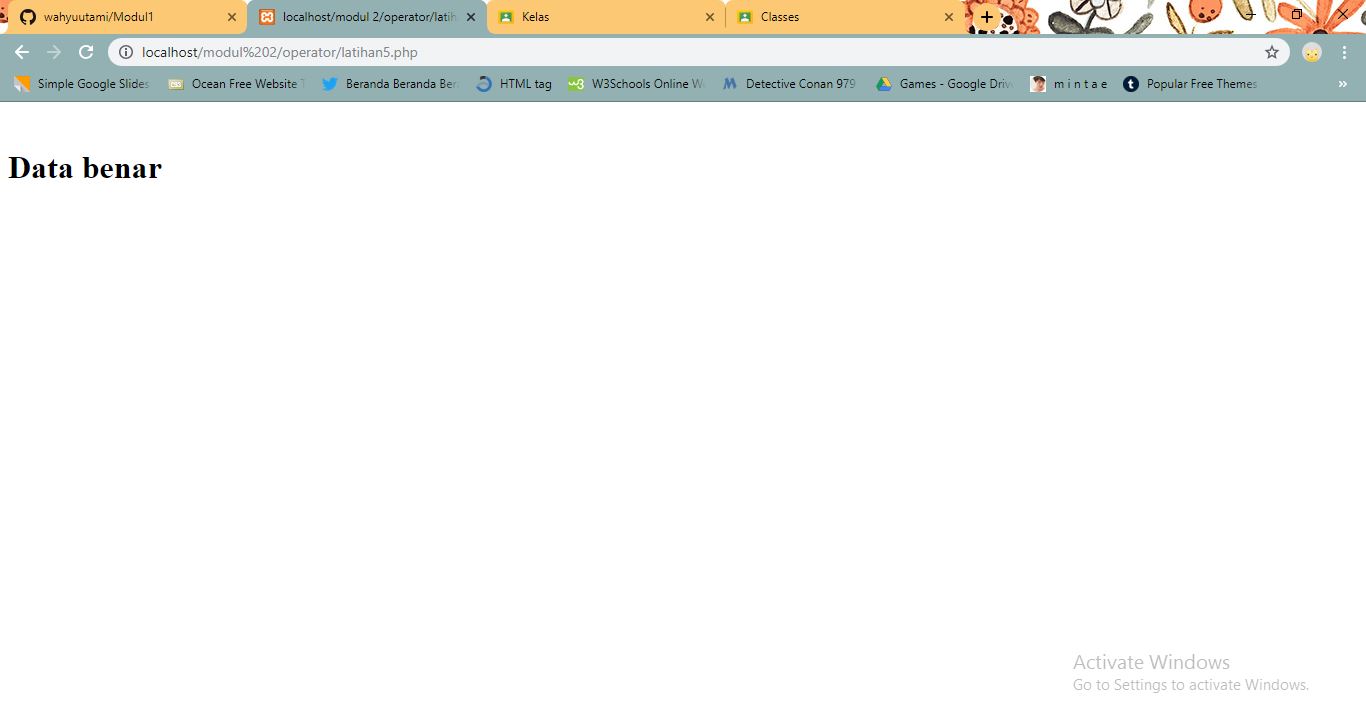 wahyuutami/Modul1
localhost/modul 2/operator/latih
Kelas
Classes
localhost/modul%202/operator/latihan5.php
Simple Google Slides
Ocean Free Website T
Beranda Beranda Ber
HTML tag
W3Schools Online W
Detective Conan 979
Games - Google Driv
m i n t a e
Popular Free Themes
Data benar
Activate Windows
Go to Settings to activate Windows.